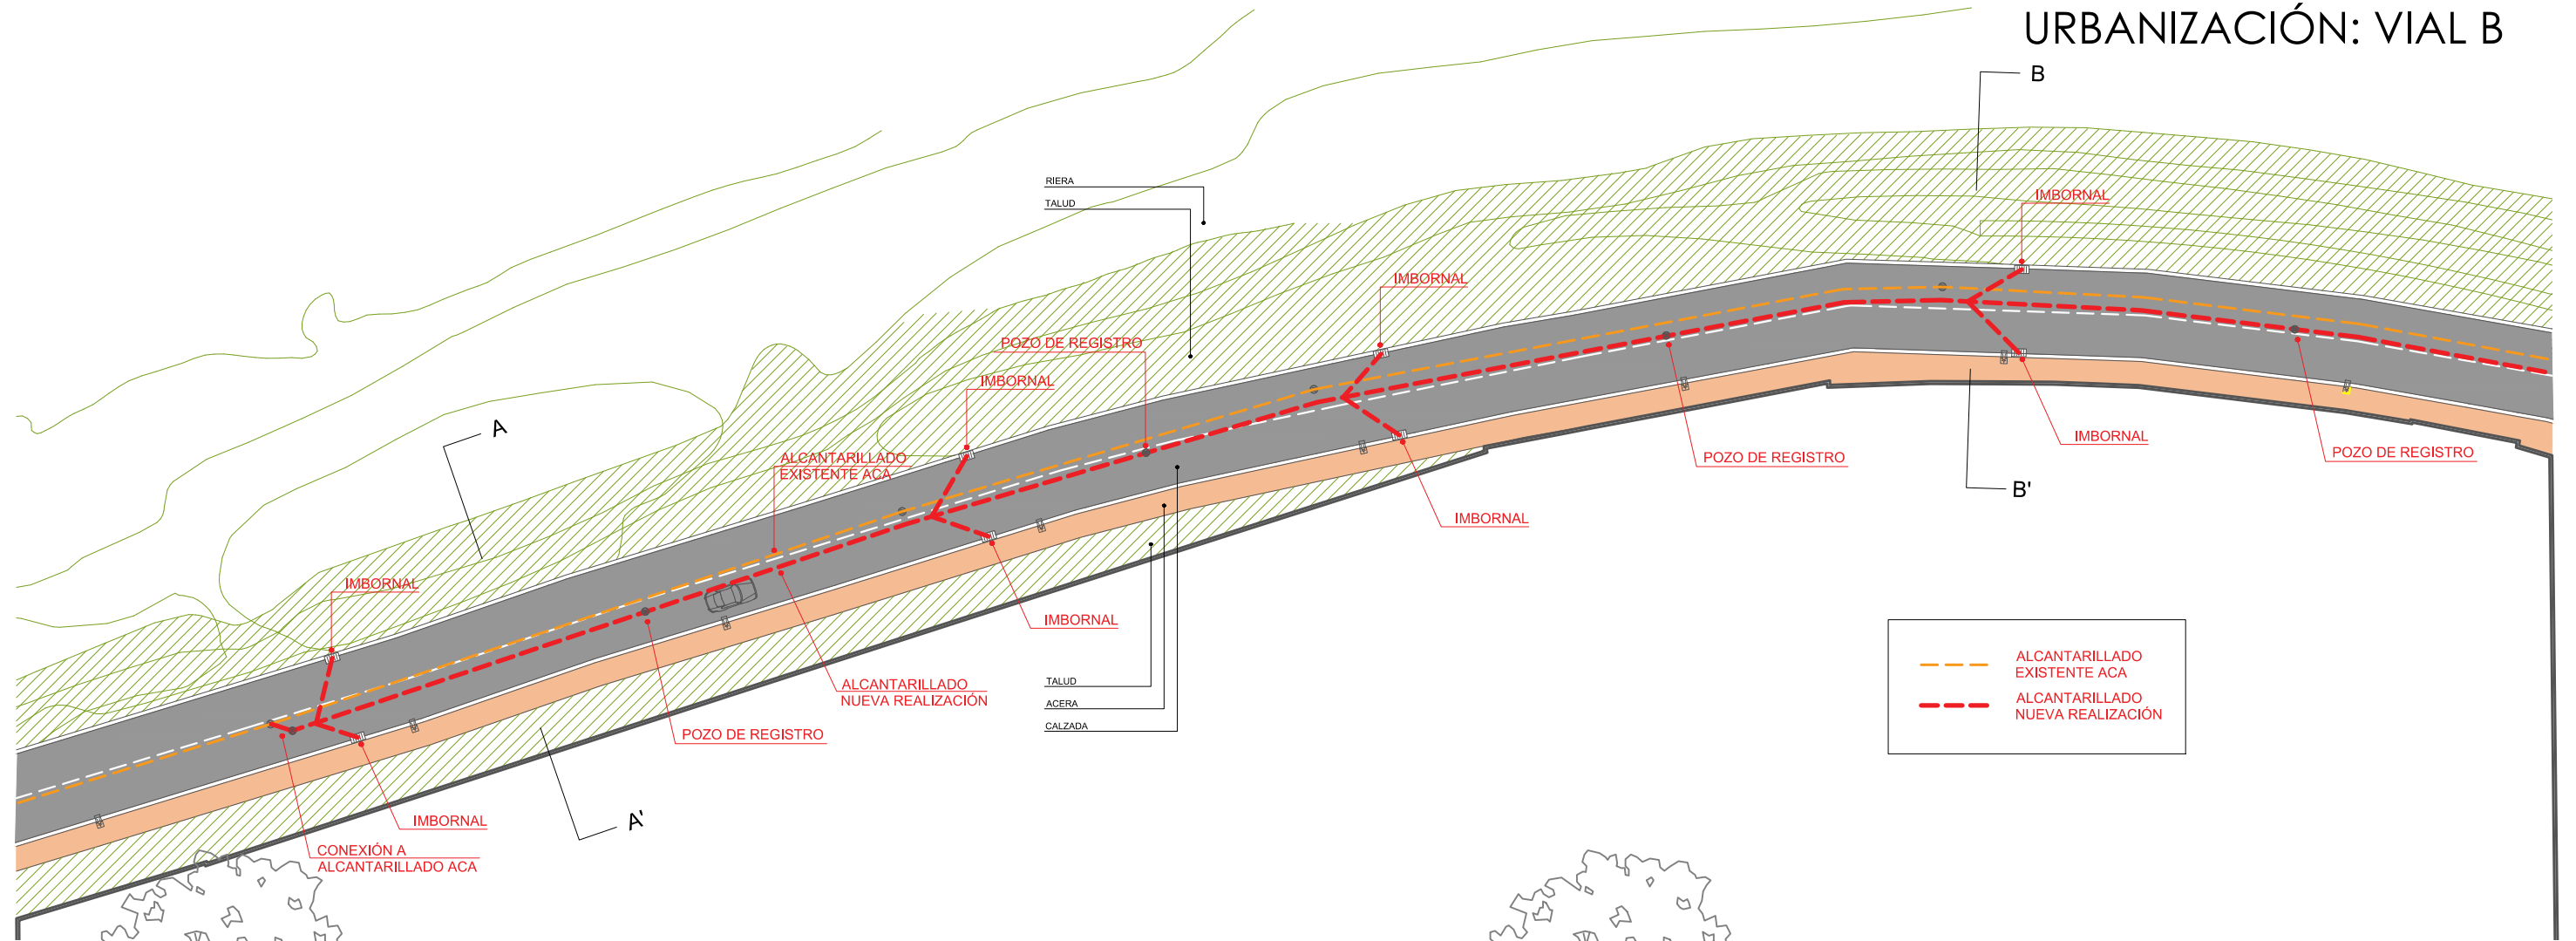 URBANIZACIÓN: VIAL B
B
RIERA
TALUD
IMBORNAL
IMBORNAL
POZO DE REGISTRO
IMBORNAL
A
ALCANTARILLADO
EXISTENTE ACA
IMBORNAL
POZO DE REGISTRO
POZO DE REGISTRO
B'
IMBORNAL
IMBORNAL
IMBORNAL
IMBORNAL
ALCANTARILLADO
NUEVA REALIZACIÓN
POZO DE REGISTRO
TALUD
ACERA
CALZADA
ALCANTARILLADO
EXISTENTE ACA
ALCANTARILLADO
NUEVA REALIZACIÓN
A'
IMBORNAL
CONEXIÓN A
ALCANTARILLADO ACA